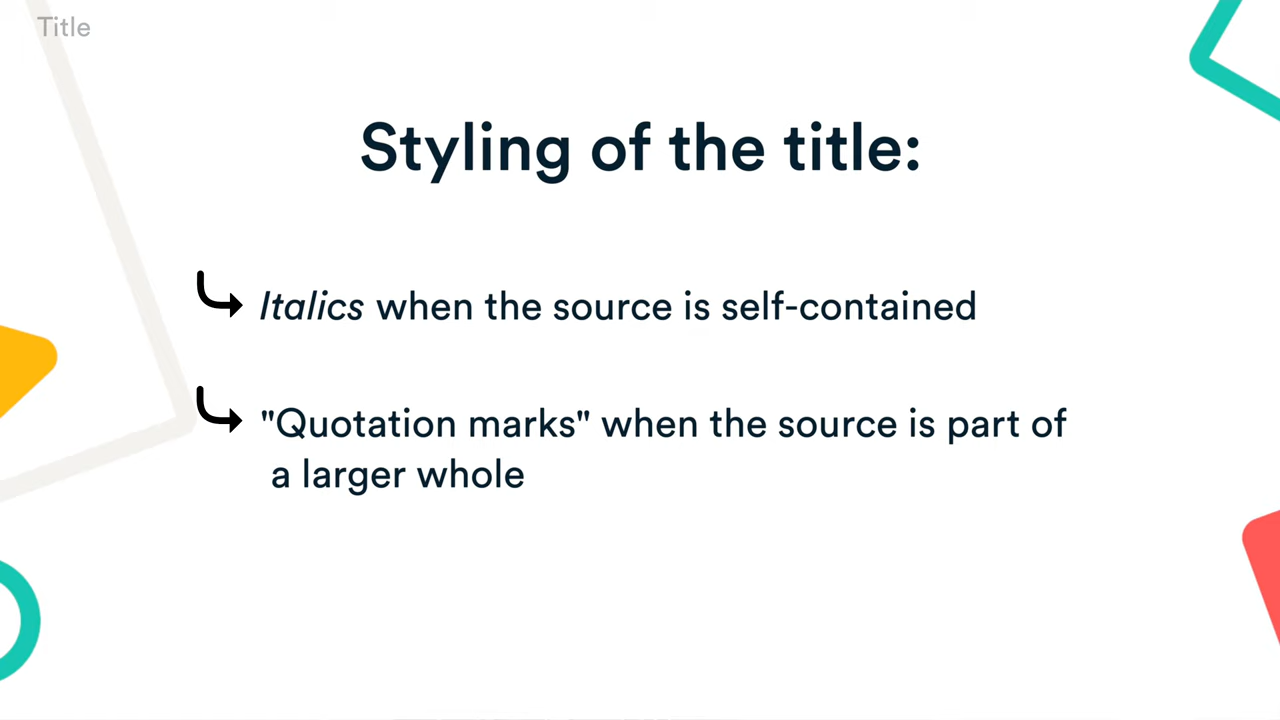 Title
Styling of the title:
Italics when the source is self-contained
"Quotation marks" when the source is part of
a larger whole